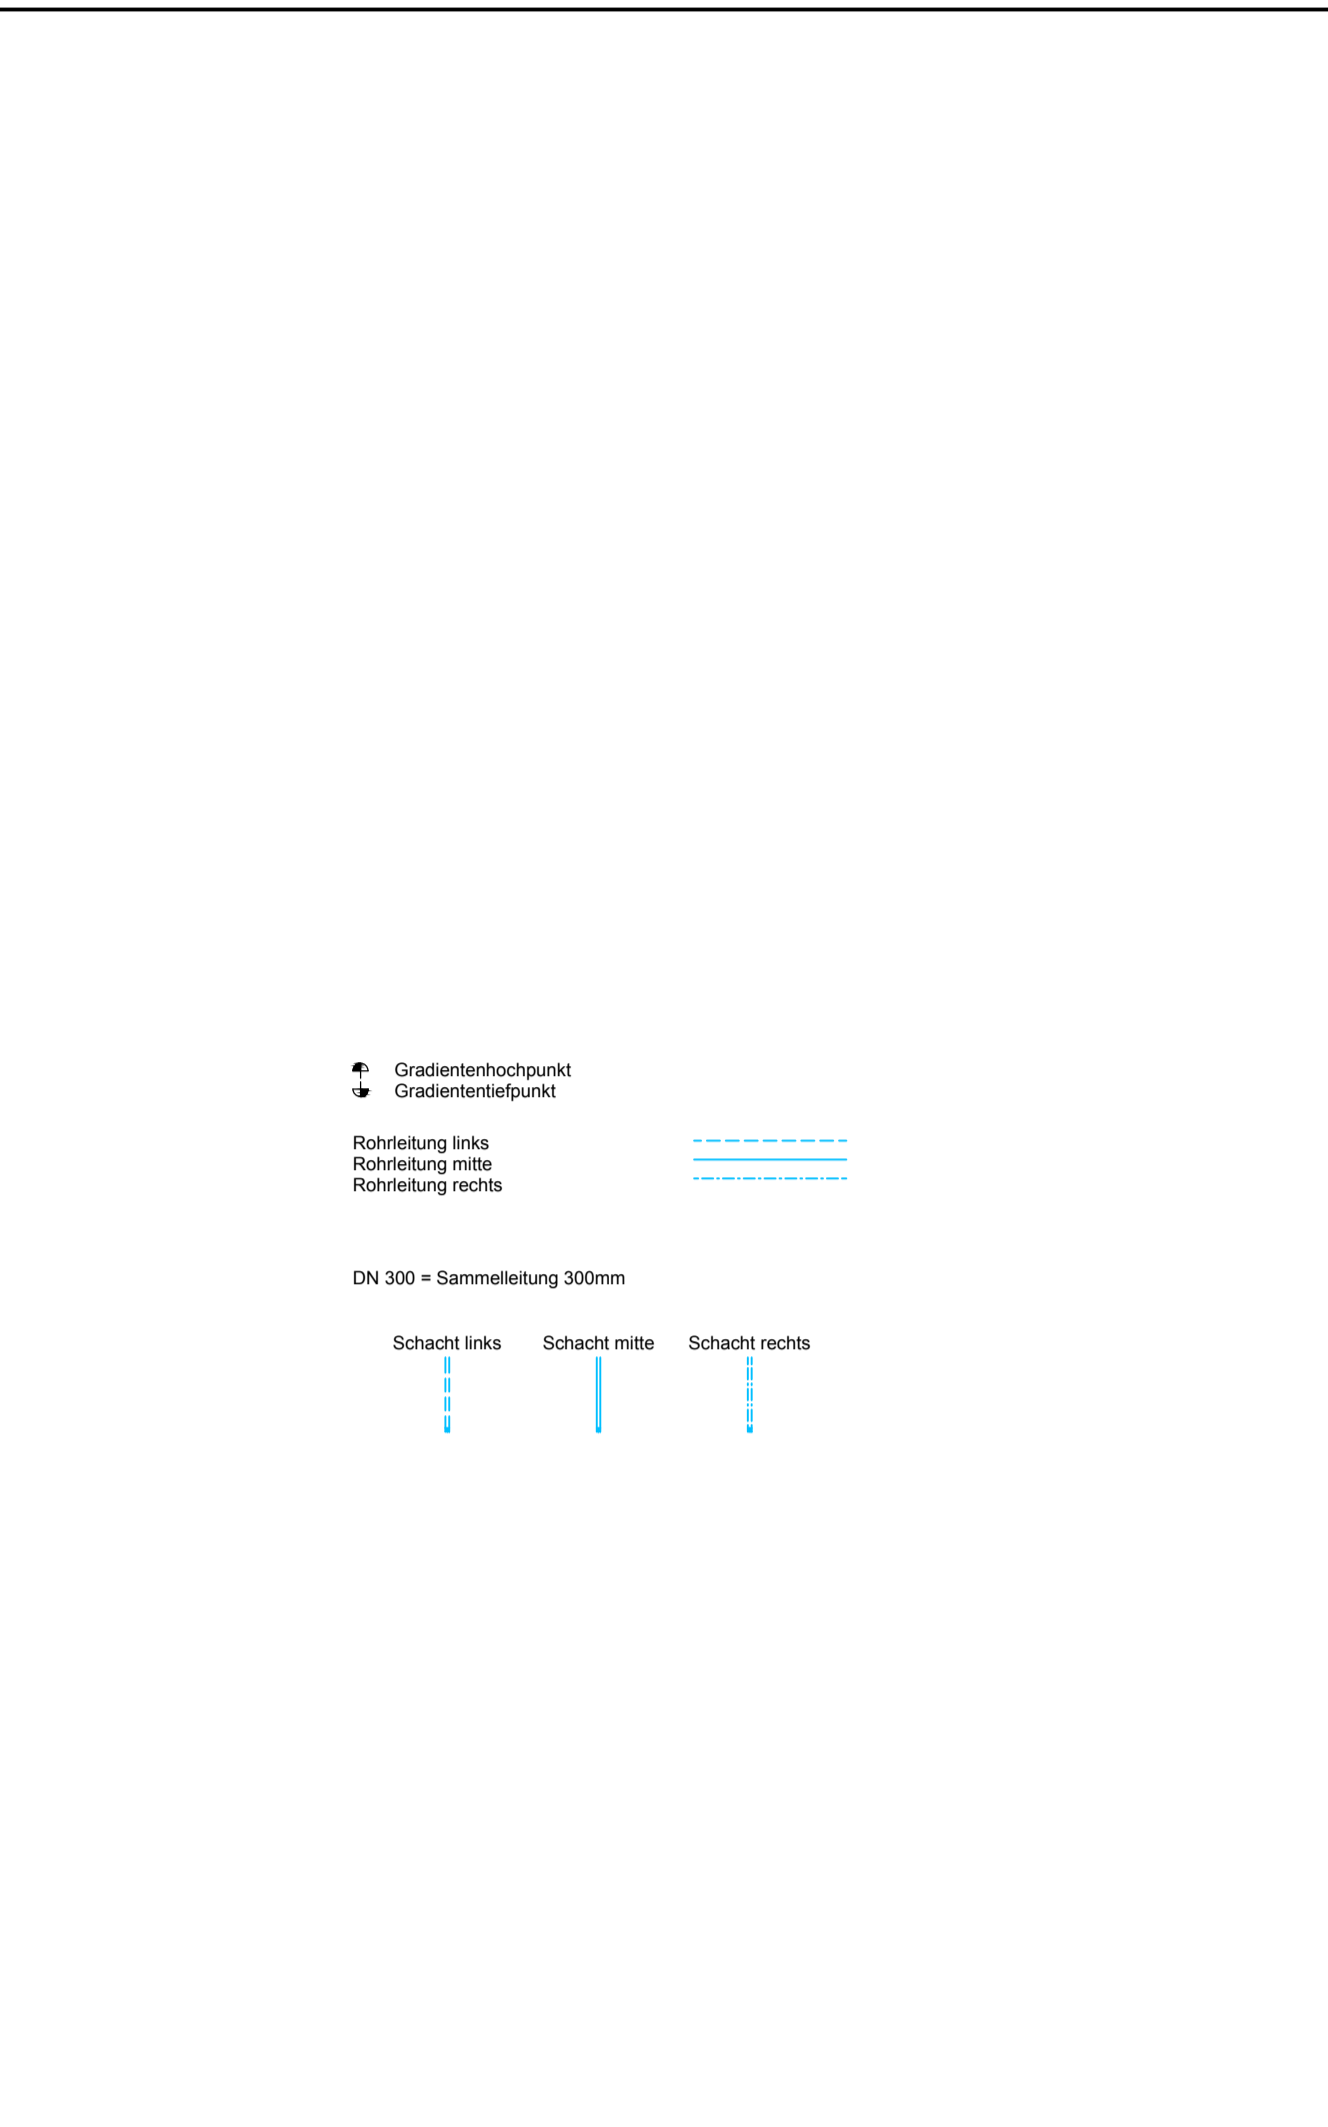 Gradientenhochpunkt
Gradiententiefpunkt
Rohrleitung links
Rohrleitung mitte
Rohrleitung rechts
DN 300 = Sammelleitung 300mm
Schacht links Schacht mitte Schacht rechts